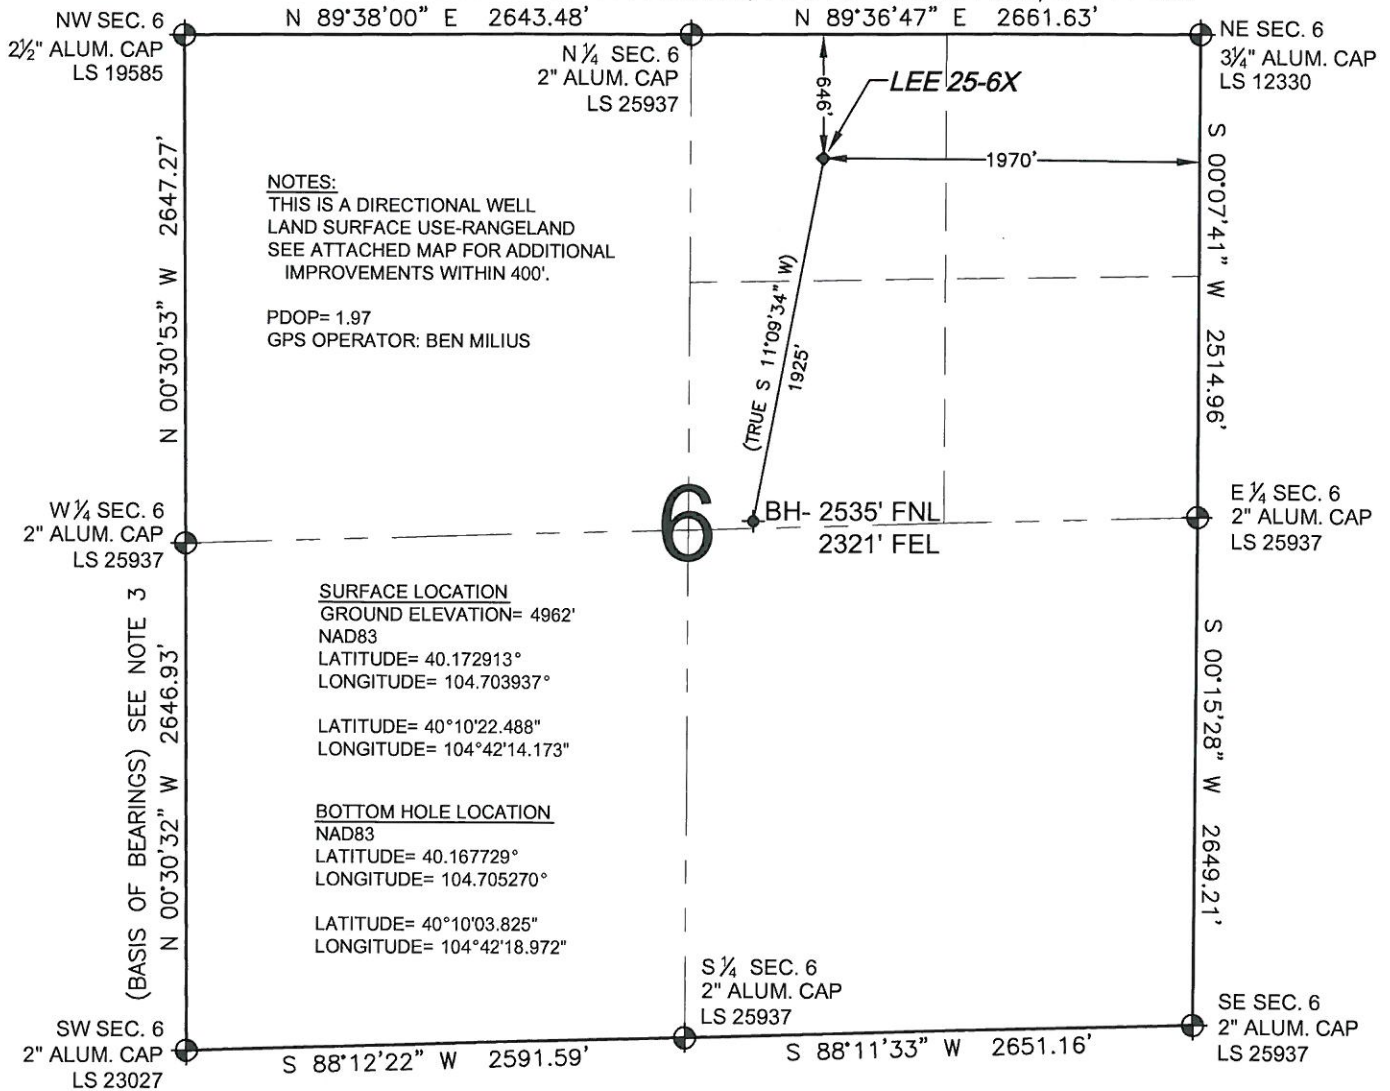 N 89°38'00" E 2643.48'
N 89°36'47" E 2661.63'
NW SEC. 6
2½" ALUM. CAP
LS 19585
N ¼ SEC. 6
2" ALUM. CAP
LS 25937
NE SEC. 6
3¼" ALUM. CAP
LS 12330
646'
LEE 25-6X
1970'
N 00°30'53" W 2647.27'
S 00°07'41" W 2514.96'
NOTES:
THIS IS A DIRECTIONAL WELL
LAND SURFACE USE-RANGELAND
SEE ATTACHED MAP FOR ADDITIONAL
IMPROVEMENTS WITHIN 400'.
PDOP= 1.97
GPS OPERATOR: BEN MILIUS
(TRUE S 11°09'34" W)
1925'
W ¼ SEC. 6
2" ALUM. CAP
LS 25937
6
BH- 2535' FNL
2321' FEL
E ¼ SEC. 6
2" ALUM. CAP
LS 25937
(BASIS OF BEARINGS) SEE NOTE 3
N 00°30'32" W 2646.93'
S 00°15'28" W 2649.21'
SURFACE LOCATION
GROUND ELEVATION= 4962'
NAD83
LATITUDE= 40.172913°
LONGITUDE= 104.703937°
LATITUDE= 40°10'22.488"
LONGITUDE= 104°42'14.173"
BOTTOM HOLE LOCATION
NAD83
LATITUDE= 40.167729°
LONGITUDE= 104.705270°
LATITUDE= 40°10'03.825"
LONGITUDE= 104°42'18.972"
S ¼ SEC. 6
2" ALUM. CAP
LS 25937
SW SEC. 6
2" ALUM. CAP
LS 23027
S 88°12'22" W 2591.59'
S 88°11'33" W 2651.16'
SE SEC. 6
2" ALUM. CAP
LS 25937